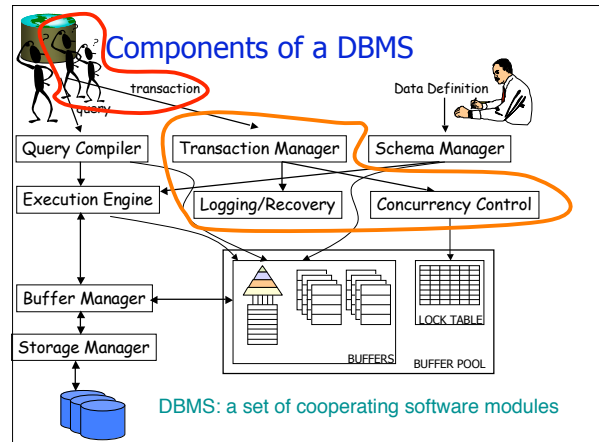 Components of a DBMS
transaction
query
Data Definition
Query Compiler
Transaction Manager
Schema Manager
Execution Engine
Logging/Recovery
Concurrency Control
Buffer Manager
LOCK TABLE
Storage Manager
BUFFERS
BUFFER POOL
DBMS: a set of cooperating software modules